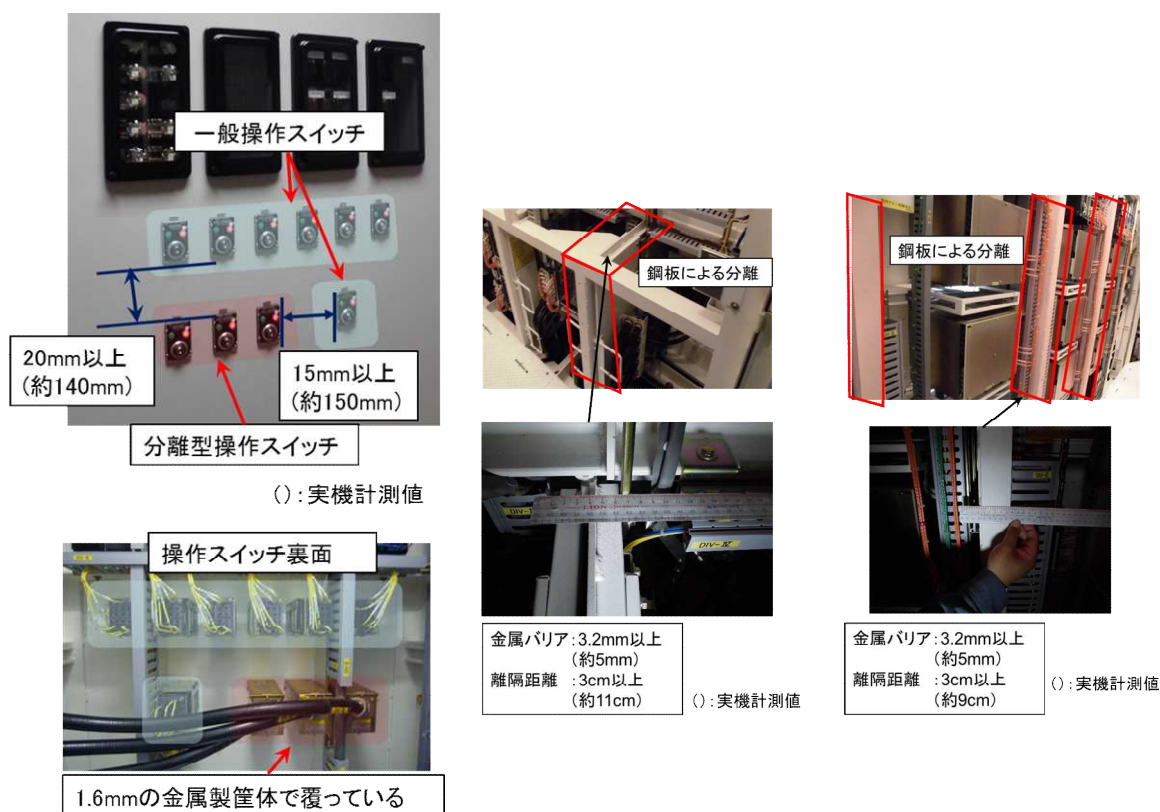 一般操作スイッチ
20mm以上
(約140mm)
15mm以上
(約150mm)
分離型操作スイッチ
():実機計測値
操作スイッチ裏面
1.6mmの金属製筐体で覆っている
鋼板による分離
DIV-Ⅳ
金属バリア:3.2mm以上
(約5mm)
離隔距離 :3cm以上
(約11cm)
():実機計測値
鋼板による分離
金属バリア:3.2mm以上
(約5mm)
離隔距離 :3cm以上
(約9cm)
():実機計測値